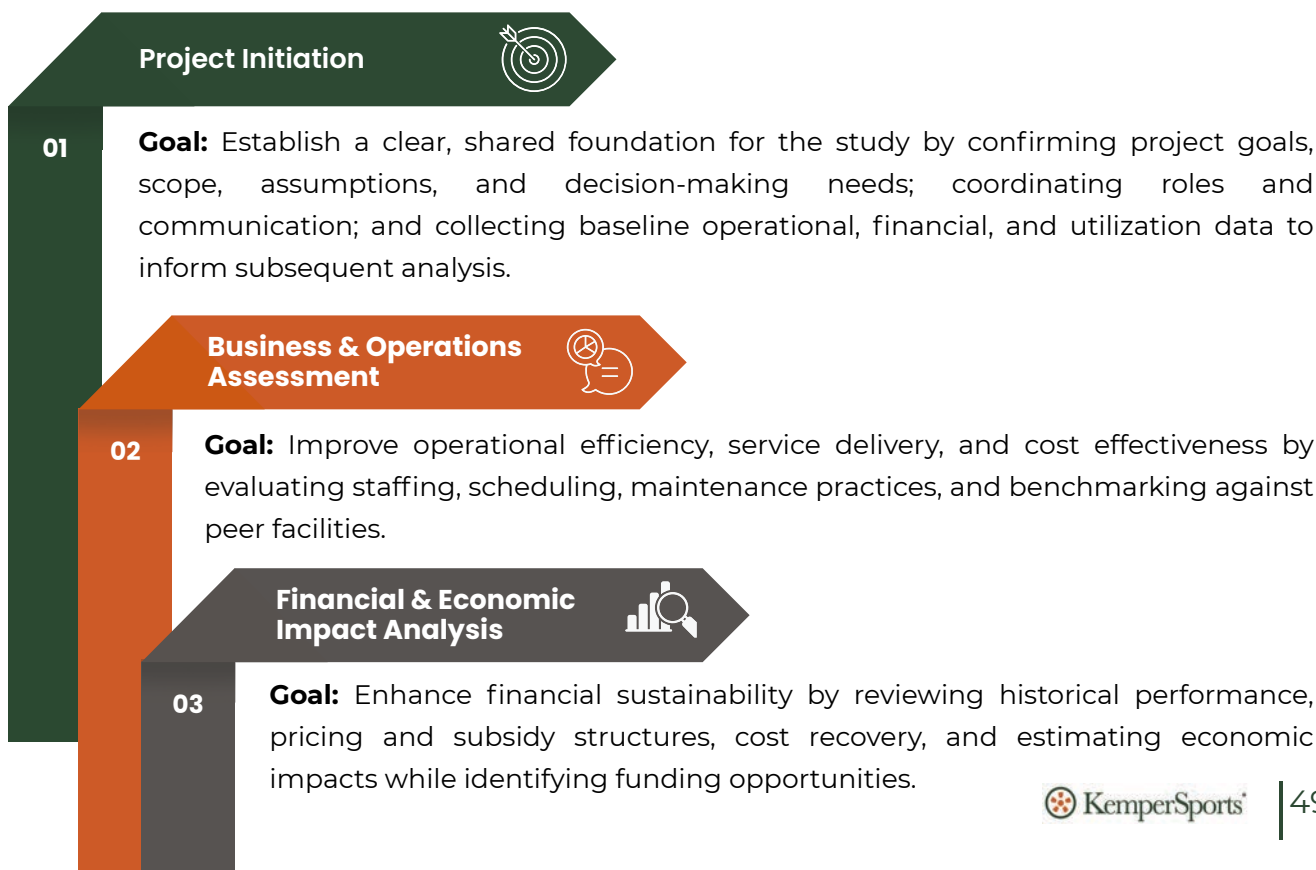 Project Initiation
01
Goal: Establish a clear, shared foundation for the study by confirming project goals,
scope, assumptions, and decision-making needs; coordinating roles and
communication; and collecting baseline operational, financial, and utilization data to
inform subsequent analysis.
Business & Operations
Assessment
02
Goal: Improve operational efficiency, service delivery, and cost effectiveness by
evaluating staffing, scheduling, maintenance practices, and benchmarking against
peer facilities.
Financial & Economic
Impact Analysis
03
Goal: Enhance financial sustainability by reviewing historical performance,
pricing and subsidy structures, cost recovery, and estimating economic
impacts while identifying funding opportunities.
KemperSports